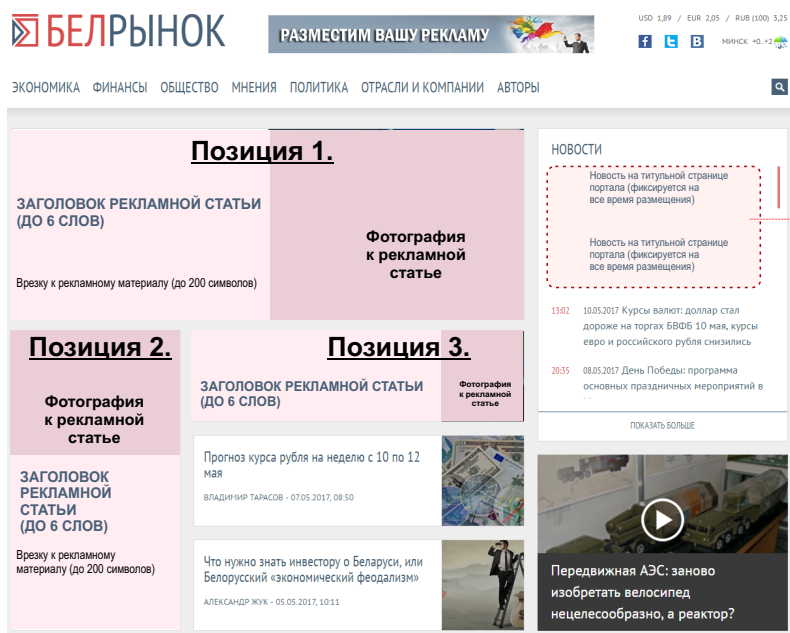 БЕЛРЫНОК
РАЗМЕСТИМ ВАШУ РЕКЛАМУ
USD 1,89 / EUR 2,05 / RUB (100) 3,25
МИНСК +0..+2
ЭКОНОМИКА ФИНАНСЫ ОБЩЕСТВО МНЕНИЯ ПОЛИТИКА ОТРАСЛИ И КОМПАНИИ АВТОРЫ
Позиция 1.
ЗАГОЛОВОК РЕКЛАМНОЙ СТАТЬИ
(ДО 6 СЛОВ)
Фотография
к рекламной
статье
Врезку к рекламному материалу (до 200 символов)
Позиция 2.
Фотография
к рекламной
статье
ЗАГОЛОВОК
РЕКЛАМНОЙ
СТАТЬИ
(ДО 6 СЛОВ)
Врезку к рекламному
материалу (до 200 символов)
Позиция 3.
ЗАГОЛОВОК РЕКЛАМНОЙ СТАТЬИ
(ДО 6 СЛОВ)
Фотография
к рекламной
статье
Прогноз курса рубля на неделю с 10 по 12
мая
ВЛАДИМИР ТАРАСОВ - 07.05.2017, 08:50
Что нужно знать инвестору о Беларуси, или
Белорусский «экономический феодализм»
АЛЕКСАНДР ЖУК - 05.05.2017, 10:11
НОВОСТИ
Новость на титульной странице
портала (фиксируется на
все время размещения)
Новость на титульной странице
портала (фиксируется на
все время размещения)
13:02 10.05.2017 Курсы валют: доллар стал
дороже на торгах БВФБ 10 мая, курсы
евро и российского рубля снизились
20:35 08.05.2017 День Победы: программа
основных праздничных мероприятий в
ПОКАЗАТЬ БОЛЬШЕ
Передвижная АЭС: заново
изобретать велосипед
нецелесообразно, а реактор?